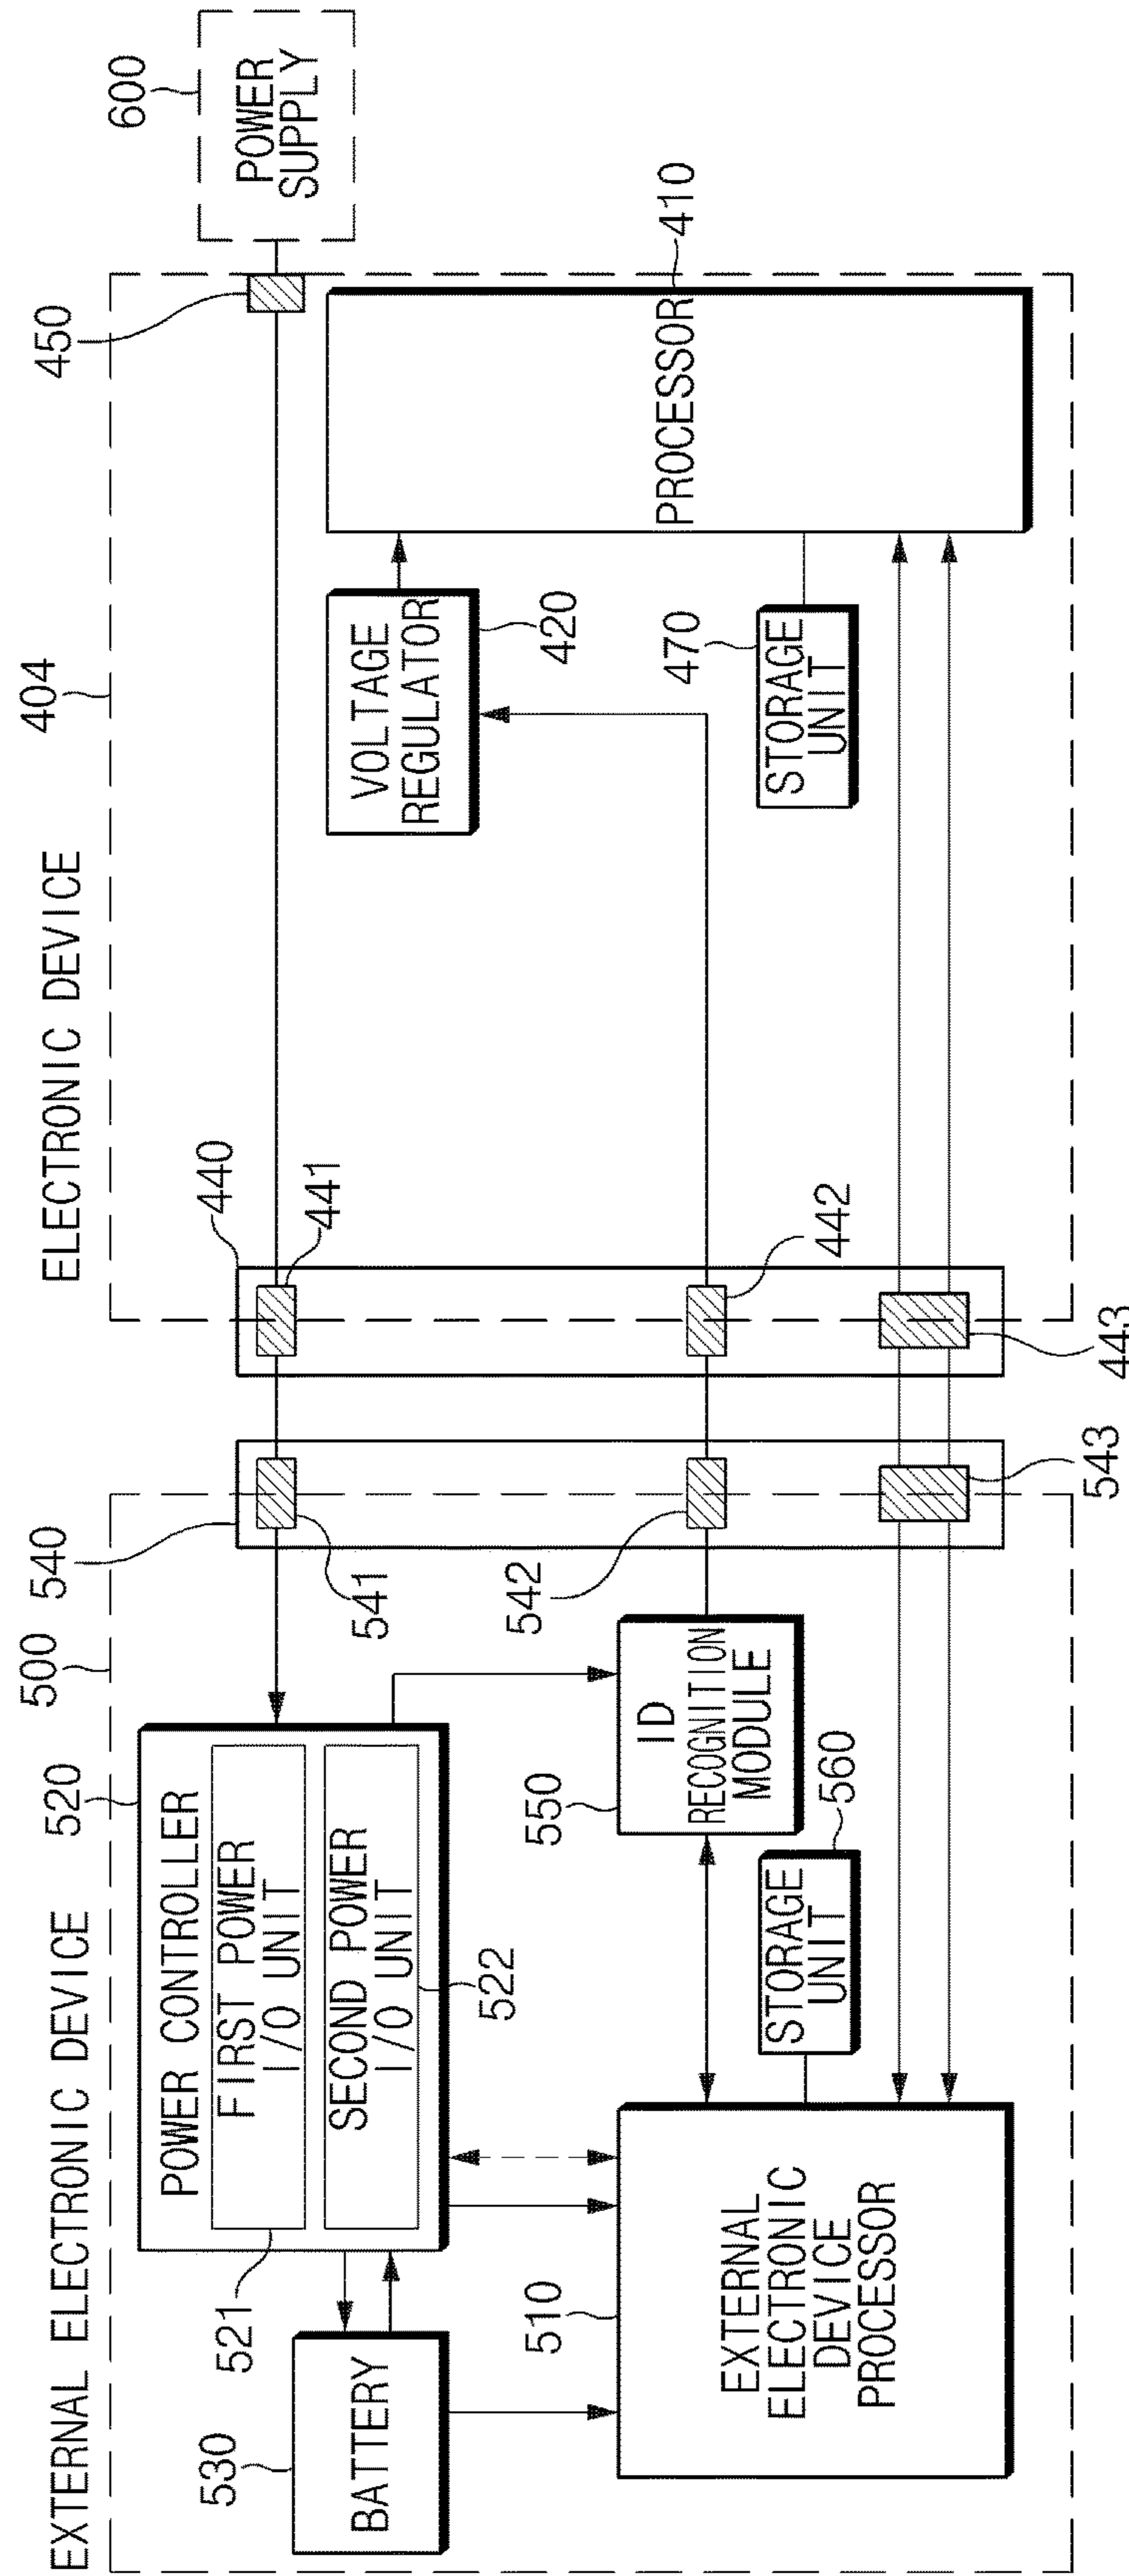 EXTERNAL ELECTRONIC DEVICE
500
540
ELECTRONIC DEVICE
404
450
600
POWER
SUPPLY
520
POWER CONTROLLER
FIRST POWER
I/O UNIT
SECOND POWER
I/O UNIT
521
522
530
BATTERY
541
440
441
VOLTAGE
REGULATOR
420
PROCESSOR
410
510
EXTERNAL
ELECTRONIC
DEVICE
PROCESSOR
550
ID
RECOGNITION
MODULE
542
442
560
STORAGE
UNIT
470
STORAGE
UNIT
543
443